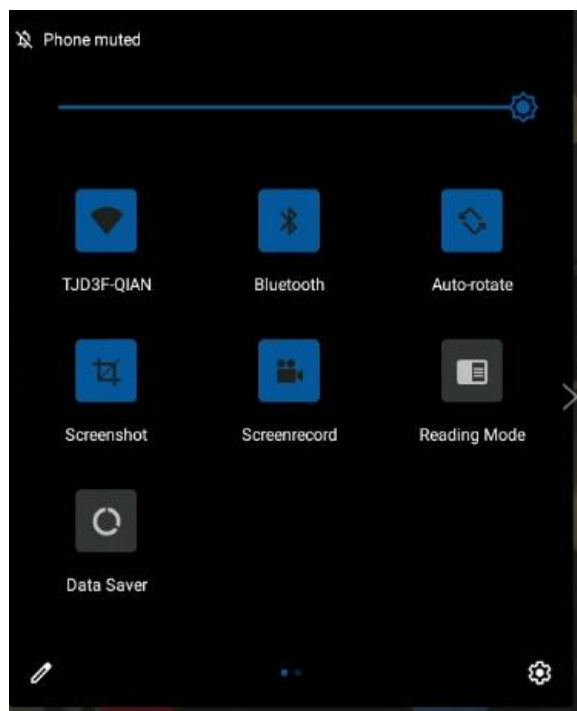 Phone muted
TJD3F-QIAN
Bluetooth
Auto-rotate
Screenshot
Screenrecord
Reading Mode
Data Saver